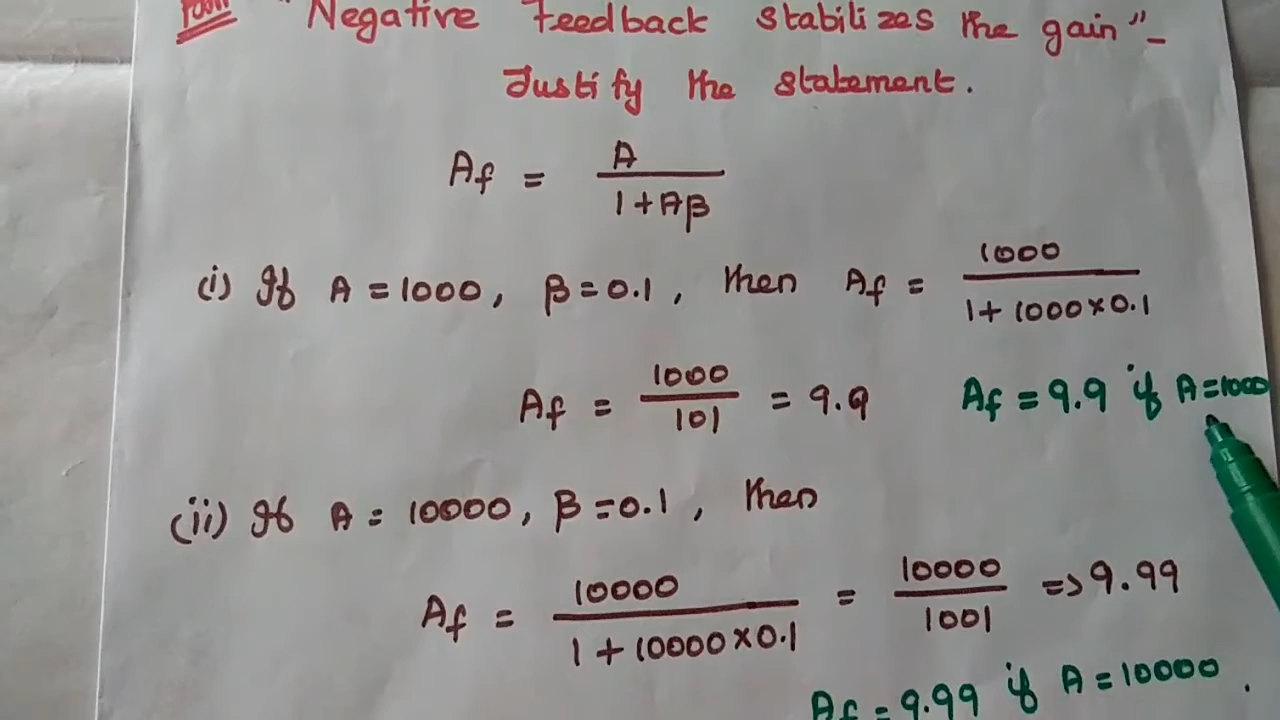 "Negative Feedback stabilizes the gain" -
Justify the statement.
Af = A / 1+Aβ
(i) If A = 1000, β = 0.1, then Af = 1000 / 1+1000×0.1
Af = 1000 / 101 = 9.9 Af = 9.9 if A=1000
(ii) If A = 10000, β = 0.1, then
Af = 10000 / 1+10000×0.1 = 10000 / 1001 => 9.99
Af = 9.99 if A = 10000.